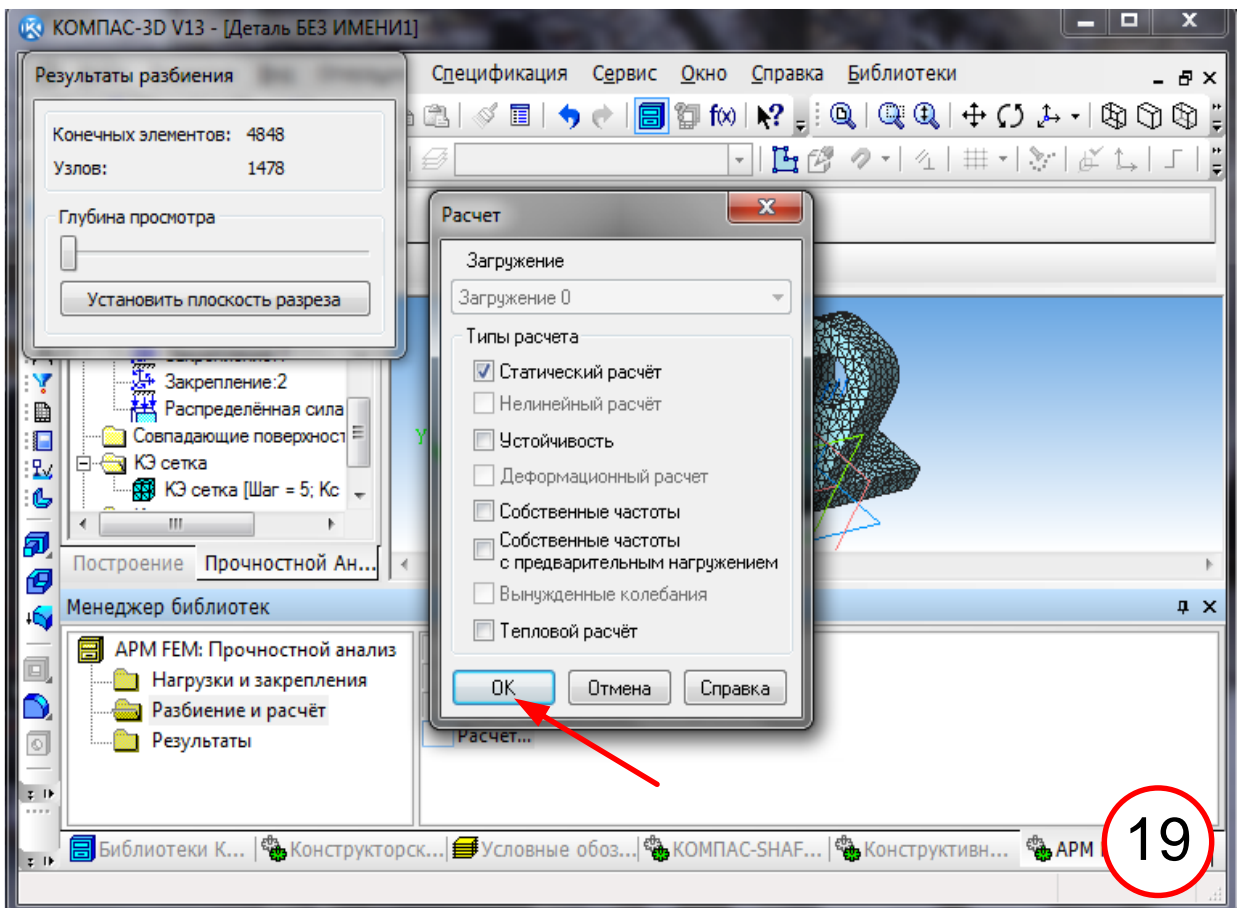 КОМПАС-3D V13 - [Деталь БЕЗ ИМЕНИ1]
Спецификация Сервис Окно Справка Библиотеки
Результаты разбиения
Конечных элементов: 4848
Узлов: 1478
Глубина просмотра
Установить плоскость разреза
f(x)
Расчет
Загружение
Загружение 0
Типы расчета
Статический расчёт
Нелинейный расчёт
Устойчивость
Деформационный расчет
Собственные частоты
Собственные частоты
с предварительным нагружением
Вынужденные колебания
Тепловой расчёт
OK Отмена Справка
Закрепление:2
Распределённая сила
Совпадающие поверхност
КЭ сетка
КЭ сетка [Шаг = 5; Кс
Y
Построение Прочностной Ан...
Менеджер библиотек
APM FEM: Прочностной анализ
Нагрузки и закрепления
Разбиение и расчёт
Результаты
Расчет...
Библиотеки К... Конструкторск... Условные обоз... КОМПАС-SHAF... Конструктивн... APM
19